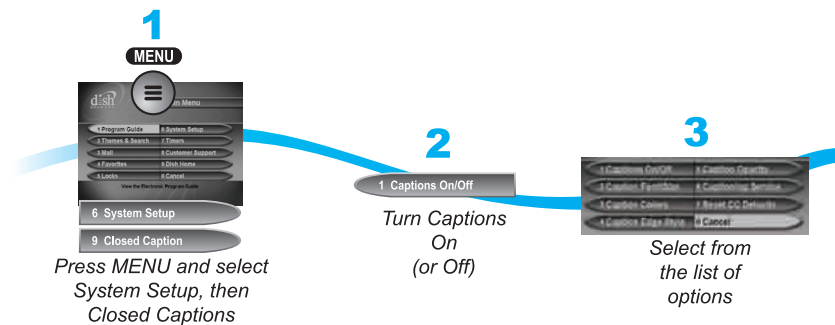 1
MENU
dish
NETWORK
Main Menu
1 Program Guide
6 System Setup
2 Themes & Search
7 Timers
3 Mail
8 Customer Support
4 Favorites
9 Dish Home
5 Locks
0 Cancel
View the Electronic Program Guide
6 System Setup
9 Closed Caption
Press MENU and select
System Setup, then
Closed Captions
2
1 Captions On/Off
Turn Captions
On
(or Off)
3
1 Captions On/Off
5 Caption Opacity
2 Caption Font/Size
6 Captioning Service
3 Caption Colors
7 Reset CC Defaults
4 Caption Edge Style
0 Cancel
Select from
the list of
options